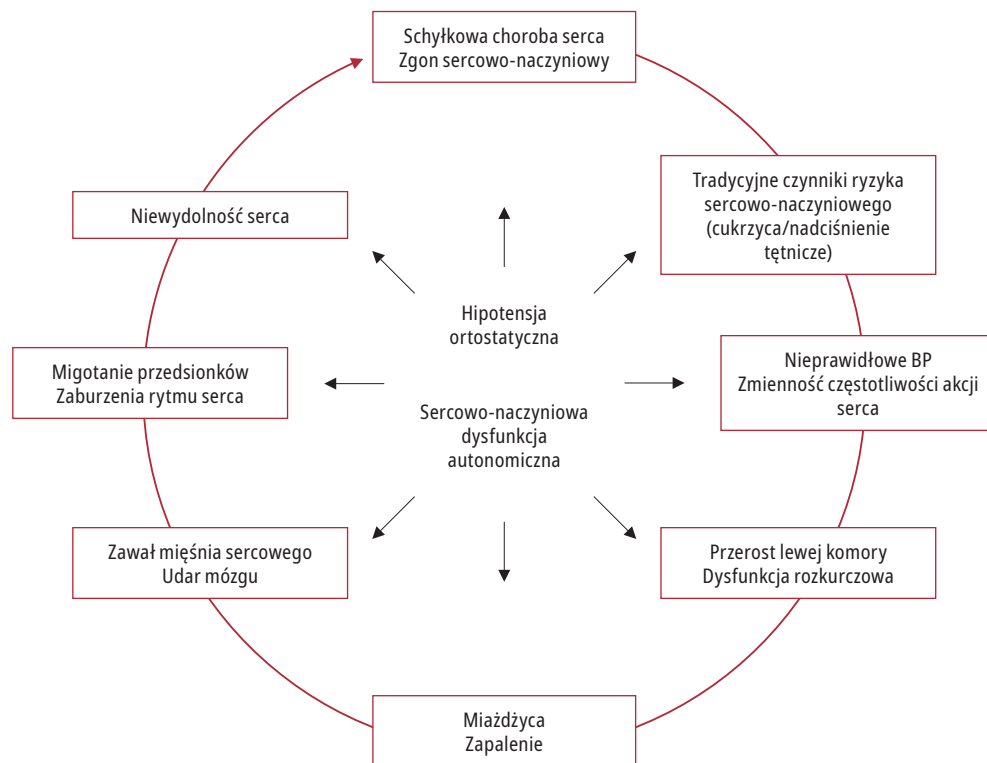 Schyłkowa choroba serca
Zgon sercowo-naczyniowy
Tradycyjne czynniki ryzyka
sercowo-naczyniowego
(cukrzyca/nadciśnienie
tętnicze)
Niewydolność serca
Hipotensja
ortostatyczna
Nieprawidłowe BP
Zmienność częstotliwości akcji
serca
Migotanie przedsionków
Zaburzenia rytmu serca
Sercowo-naczyniowa
dysfunkcja
autonomiczna
Zawał mięśnia sercowego
Udar mózgu
Przerost lewej komory
Dysfunkcja rozkurczowa
Miażdżyca
Zapalenie